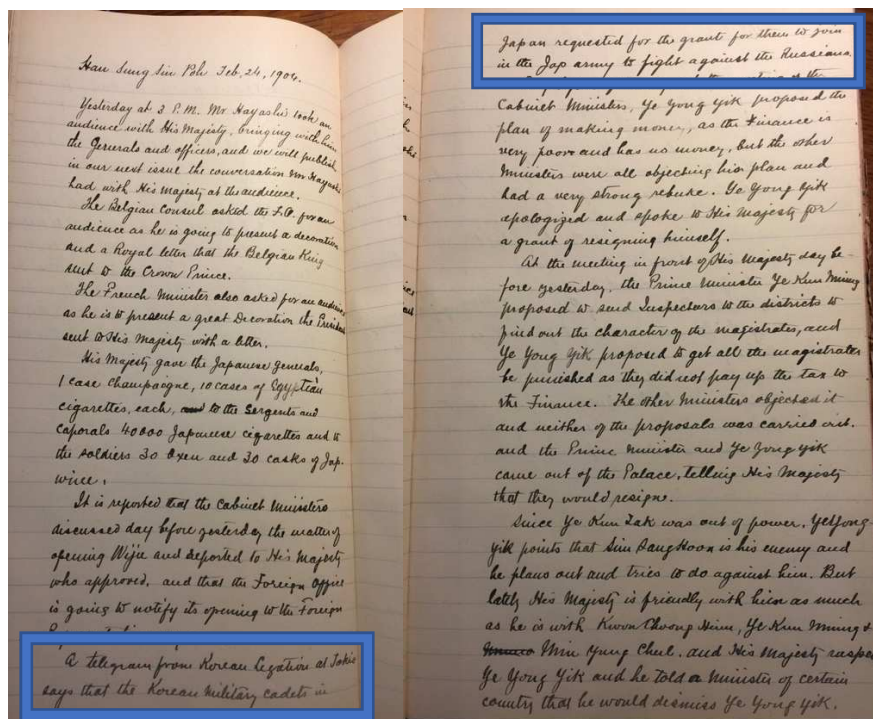 Han Sung Sin Poh Feb, 24, 1904.
Yesterday at 3 P.M. Mr Hayashi took an
audience with His Majesty, bringing with him
the Generals and officers, and we will publish
in our next issue the conversation Mr Hayashi
had with His Majesty at the audience.
The Belgian Consul asked the F.O. for an
audience as he is going to present a decoration
and a Royal letter that the Belgian King
sent to the Crown Prince.
The French Minister also asked for an audience
as he is to present a great Decoration the President
sent to His Majesty with a letter.
His Majesty gave the Japanese generals,
1 case champagne, 10 cases of Egyptian
cigarettes, each, to the Sergents and
Caporals 40000 Japanese cigarettes and to
the soldiers 30 Oxen and 30 casks of Jap.
wine.
It is reported that the Cabinet Ministers
discussed day before yesterday the matter of
opening Wiju and reported to His Majesty
who approved, and that the Foreign Office
is going to notify its opening to the Foreign
A telegram from Korean Legation at Tokio
says that the Korean Military cadets in
Japan requested for the grant for them to join
in the Jap army to fight against the Russians.
Cabinet Ministers, Ye Yong Yik proposed the
plan of making money, as the Finance is
very poor and has no money, but the other
Ministers were all objecting his plan and
had a very strong rebuke. Ye Yong Yik
apologized and spoke to His Majesty for
a grant of resigning himself.
At the meeting in front of His Majesty day be-
fore yesterday, the Prime Minister Ye Kun Miung
proposed to send Inspectors to the districts to
find out the character of the magistrates, and
Ye Yong Yik proposed to get all the magistrates
be punished as they did not pay up the tax to
the Finance. The other Ministers objected it
and neither of the proposals was carried out.
and the Prime Minister and Ye Yong Yik
came out of the Palace, telling His Majesty
that they would resigne.
Since Ye Kun Tak was out of power, Ye Yong
Yik points that Sim Sang Hoon is his enemy and
he plans out and tries to do against him. But
lately His Majesty is friendly with him as much
as he is with Kwon Choong Hium, Ye Kun Miung &
Min Yung Chul. and His Majesty
Ye Yong Yik and he told a Minister of certain
country that he would dismiss Ye Yong Yik.